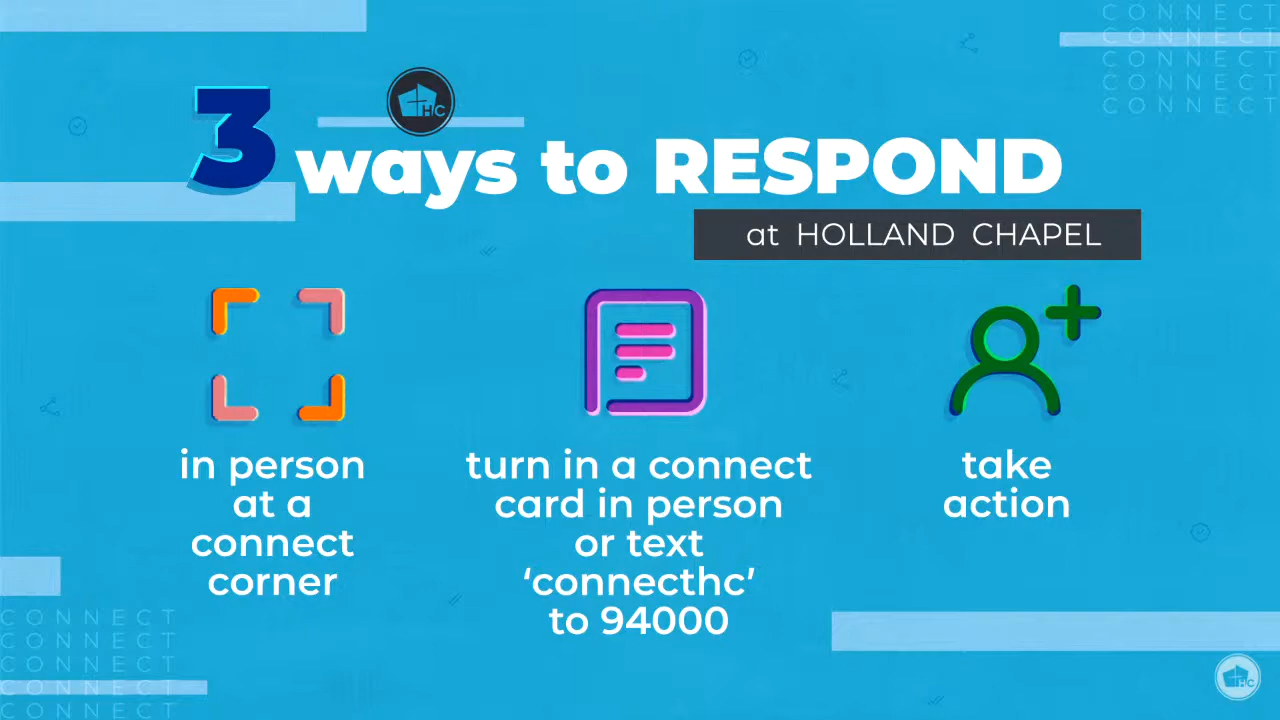 CONNECT
CONNECT
CONNECT
CONNECT
CONNECT
HC
3 ways to RESPOND
at HOLLAND CHAPEL
in person
at a
connect
corner
turn in a connect
card in person
or text
‘connecthc’
to 94000
take
action
CONNECT
CONNECT
CONNECT
CONNECT
CONNECT
HC